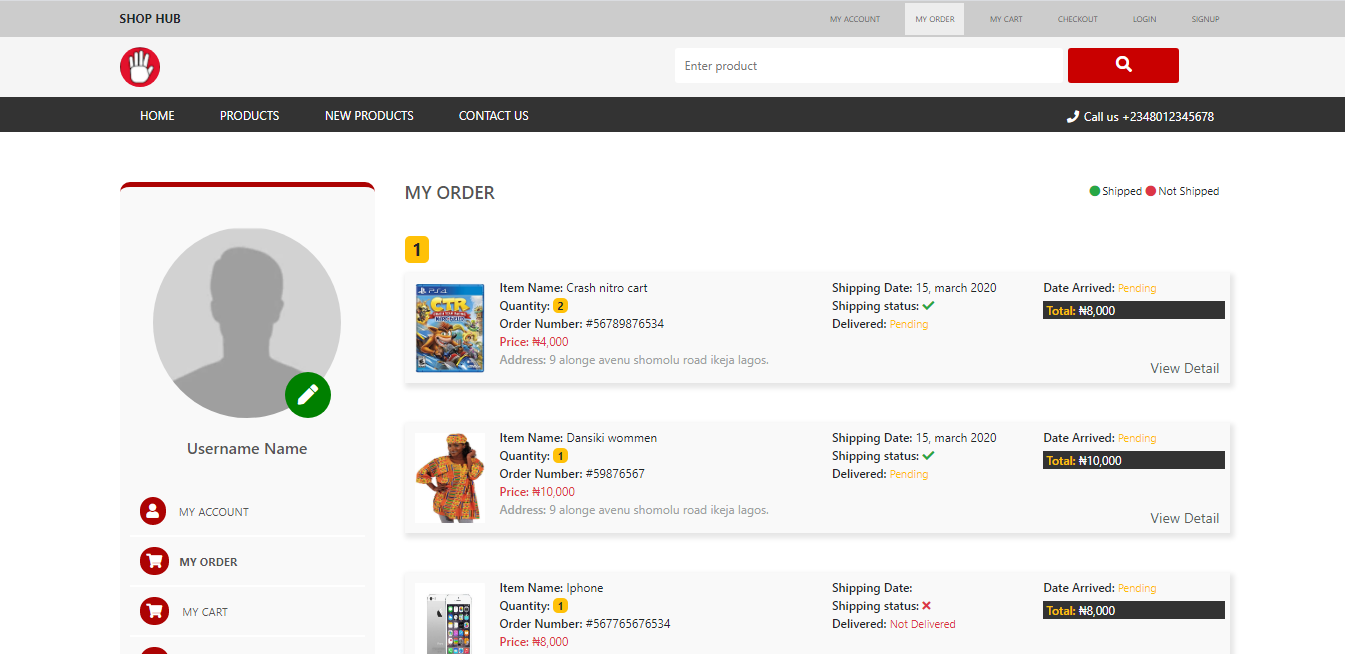 SHOP HUB
MY ACCOUNT
MY ORDER
MY CART
CHECKOUT
LOGIN
SIGNUP
Enter product
HOME
PRODUCTS
NEW PRODUCTS
CONTACT US
Call us +2348012345678
Username Name
MY ACCOUNT
MY ORDER
MY CART
MY ORDER
Shipped Not Shipped
1
PS4
CTR
Item Name: Crash nitro cart
Quantity: 2
Order Number: #56789876534
Price: ₦4,000
Address: 9 alonge avenu shomolu road ikeja lagos.
Shipping Date: 15, march 2020
Shipping status:
Delivered: Pending
Date Arrived: Pending
Total: ₦8,000
View Detail
Item Name: Dansiki wommen
Quantity: 1
Order Number: #59876567
Price: ₦10,000
Address: 9 alonge avenu shomolu road ikeja lagos.
Shipping Date: 15, march 2020
Shipping status:
Delivered: Pending
Date Arrived: Pending
Total: ₦10,000
View Detail
Item Name: Iphone
Quantity: 1
Order Number: #567765676534
Price: ₦8,000
Shipping Date:
Shipping status:
Delivered: Not Delivered
Date Arrived: Pending
Total: ₦8,000